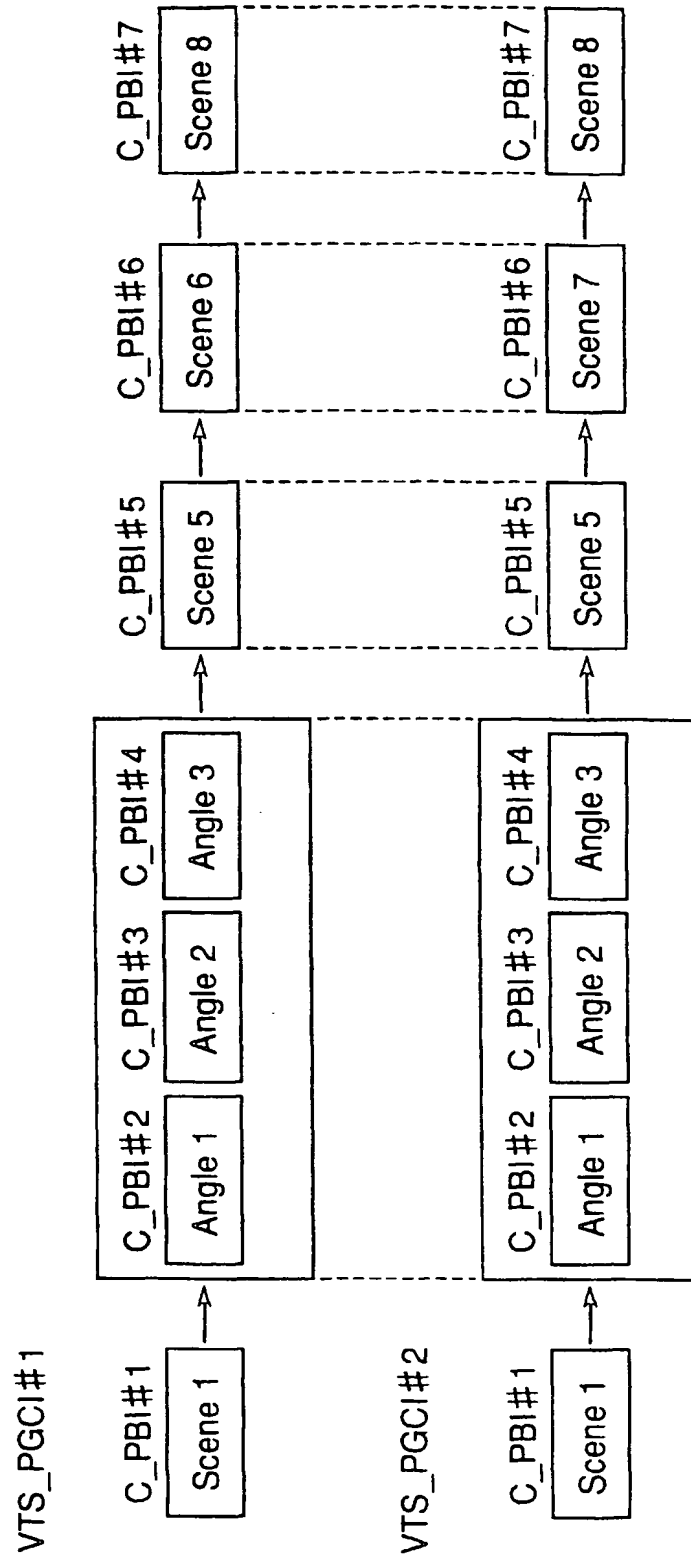 VTS_PGCI#1
C_PBI#1
Scene 1
C_PBI#2
Angle 1
C_PBI#3
Angle 2
C_PBI#4
Angle 3
C_PBI#5
Scene 5
C_PBI#6
Scene 6
C_PBI#7
Scene 8
VTS_PGCI#2
C_PBI#1
Scene 1
C_PBI#2
Angle 1
C_PBI#3
Angle 2
C_PBI#4
Angle 3
C_PBI#5
Scene 5
C_PBI#6
Scene 7
C_PBI#7
Scene 8